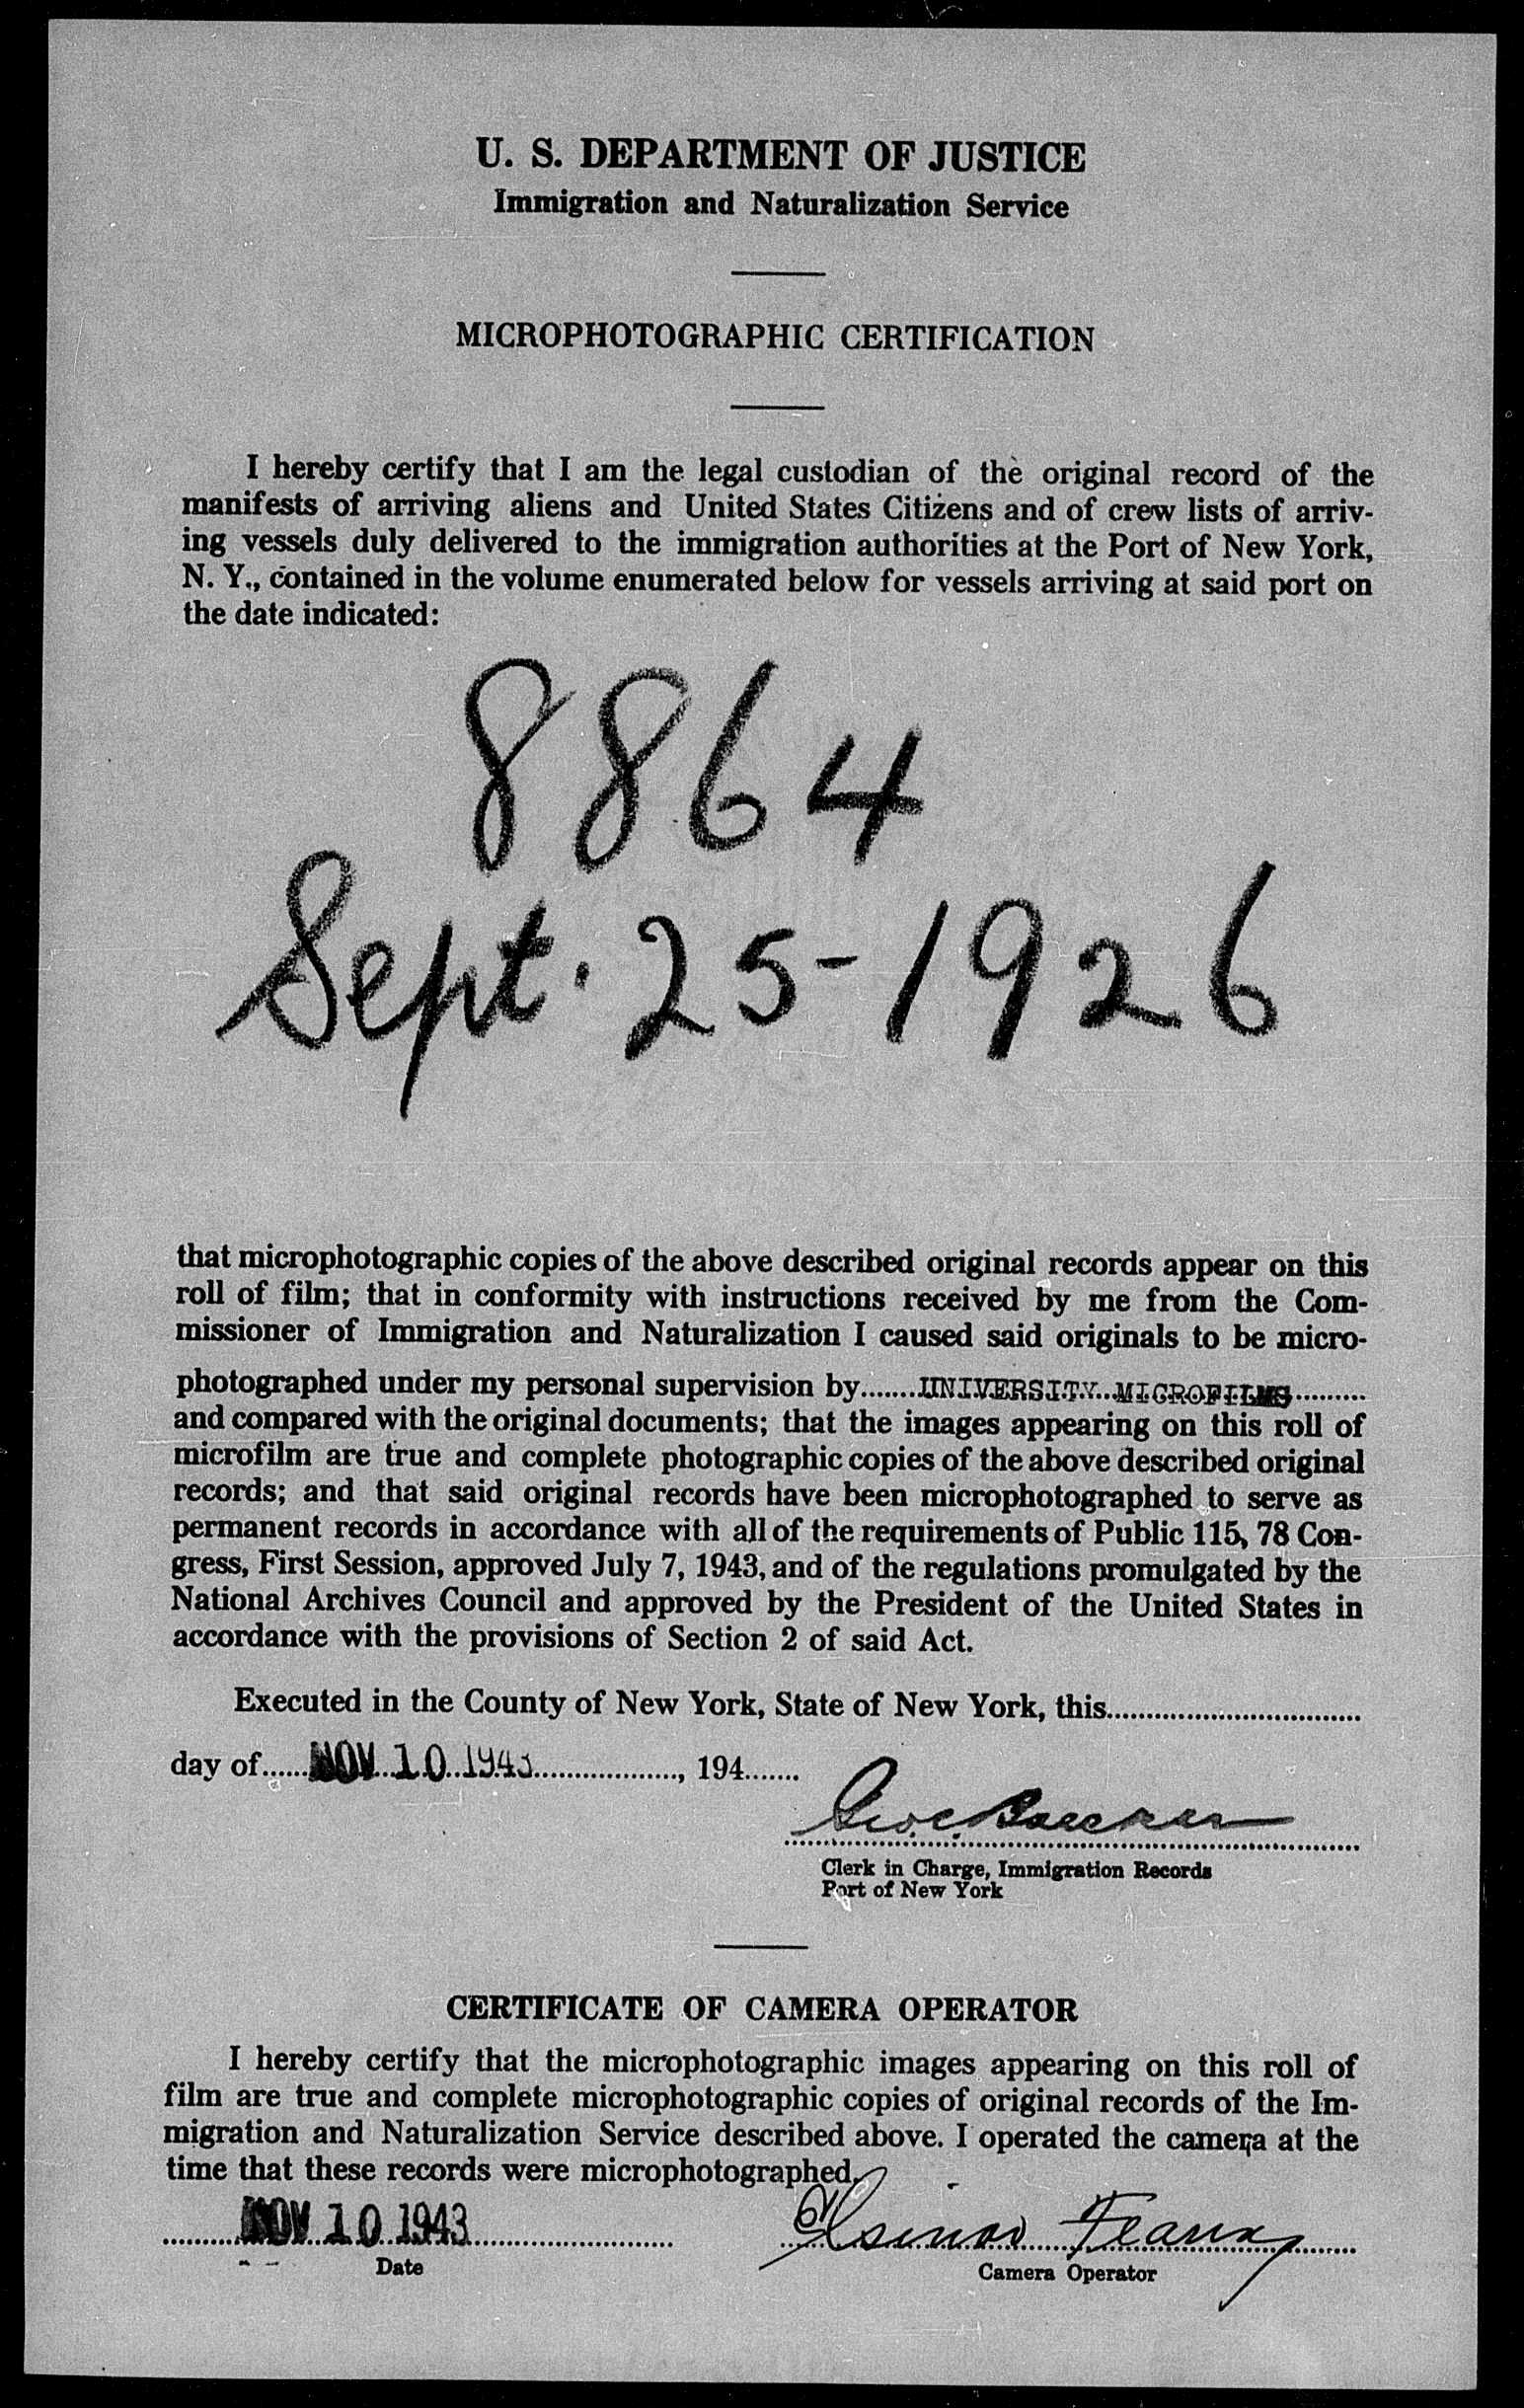 U. S. DEPARTMENT OF JUSTICE
Immigration and Naturalization Service
MICROPHOTOGRAPHIC CERTIFICATION
I hereby certify that I am the legal custodian of the original record of the
manifests of arriving aliens and United States Citizens and of crew lists of arriv-
ing vessels duly delivered to the immigration authorities at the Port of New York,
N. Y., contained in the volume enumerated below for vessels arriving at said port on
the date indicated:
8864
Sept. 25-1926
that microphotographic copies of the above described original records appear on this
roll of film; that in conformity with instructions received by me from the Com-
missioner of Immigration and Naturalization I caused said originals to be micro-
photographed under my personal supervision by UNIVERSITY MICROFILMS
and compared with the original documents; that the images appearing on this roll of
microfilm are true and complete photographic copies of the above described original
records; and that said original records have been microphotographed to serve as
permanent records in accordance with all of the requirements of Public 115, 78 Con-
gress, First Session, approved July 7, 1943, and of the regulations promulgated by the
National Archives Council and approved by the President of the United States in
accordance with the provisions of Section 2 of said Act.
Executed in the County of New York, State of New York, this
day of NOV 10 1943, 194
Clerk in Charge, Immigration Records
Port of New York
CERTIFICATE OF CAMERA OPERATOR
I hereby certify that the microphotographic images appearing on this roll of
film are true and complete microphotographic copies of original records of the Im-
migration and Naturalization Service described above. I operated the camera at the
time that these records were microphotographed.
NOV 10 1943
Date
Camera Operator